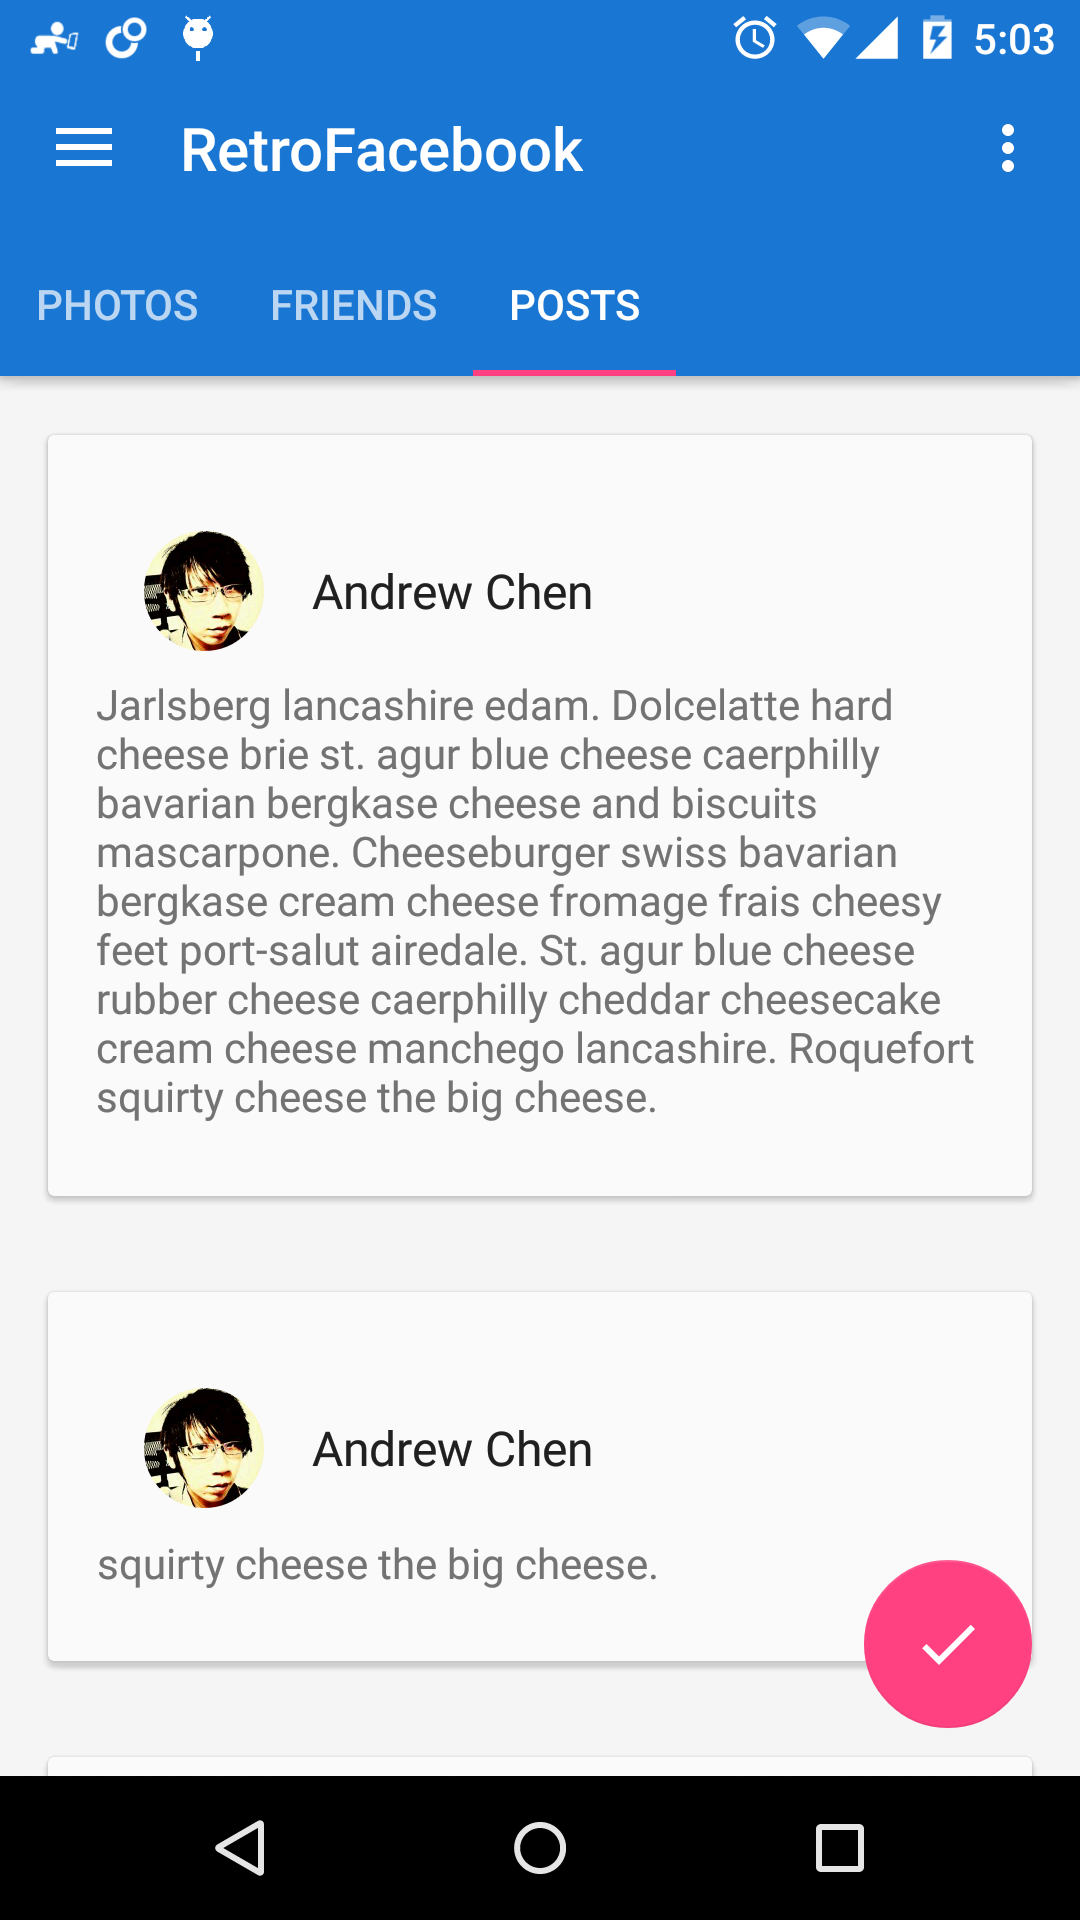 5:03
RetroFacebook
PHOTOS FRIENDS POSTS
Andrew Chen
Jarlsberg lancashire edam. Dolcelatte hard
cheese brie st. agur blue cheese caerphilly
bavarian bergkase cheese and biscuits
mascarpone. Cheeseburger swiss bavarian
bergkase cream cheese fromage frais cheesy
feet port-salut airedale. St. agur blue cheese
rubber cheese caerphilly cheddar cheesecake
cream cheese manchego lancashire. Roquefort
squirty cheese the big cheese.
Andrew Chen
squirty cheese the big cheese.